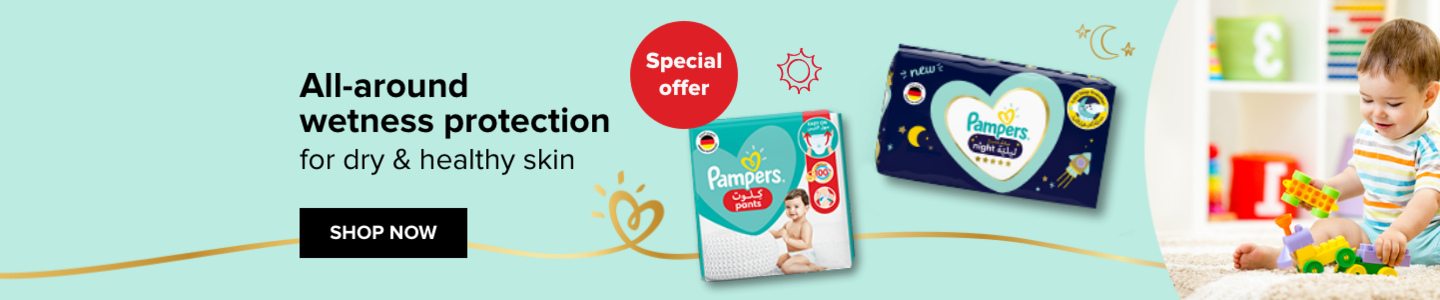 All-around
wetness protection
for dry & healthy skin
SHOP NOW
Special
offer
Pampers.
كلوت
pants
100
new
Pampers.
ليلية
night